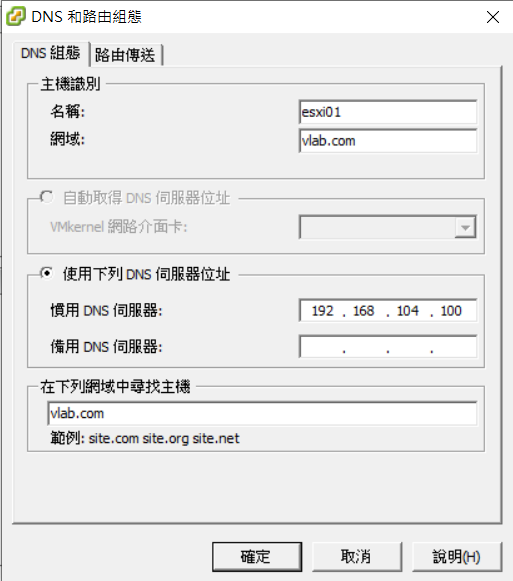 DNS 和路由組態
DNS 組態 路由傳送
主機識別
名稱: esxi01
網域: vlab.com
自動取得 DNS 伺服器位址
VMkernel 網路介面卡:
使用下列 DNS 伺服器位址
慣用 DNS 伺服器: 192 . 168 . 104 . 100
備用 DNS 伺服器: . . .
在下列網域中尋找主機
vlab.com
範例: site.com site.org site.net
確定 取消 說明(H)